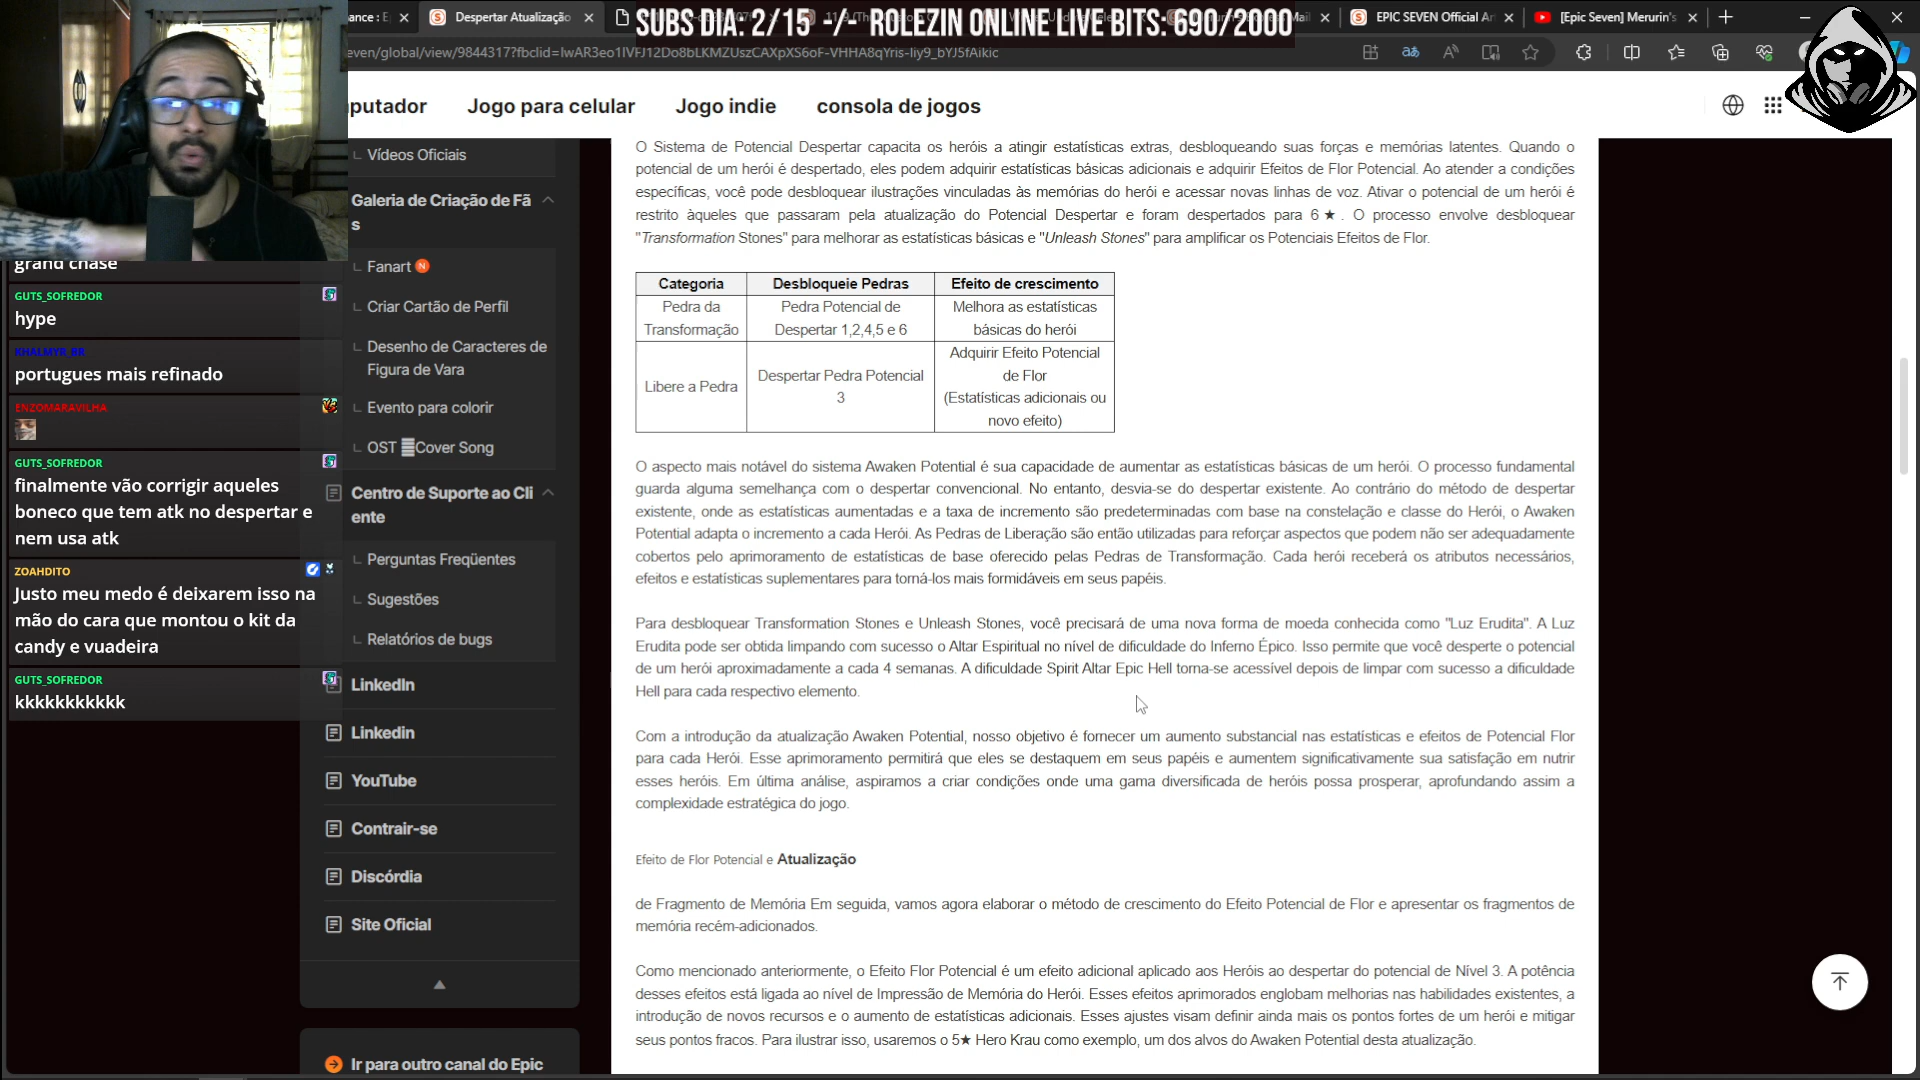 ance : E
Despertar Atualização
SUBS DIA: 2/15 -/- ROLEZIN ONLINE LIVE BITS: 690/2000
EPIC SEVEN Official Ar
[Epic Seven] Merurin's
even/global/view/9844317?fbclid=IwAR3eo1IVFJ12Do8bLKMZUszCAXpXS6oF-VHHA8qYris-Iiy9_bYJ5fAikic
putador
Jogo para celular
Jogo indie
consola de jogos
grand chase
GUTS_SOFREDOR
hype
KHALMYR_BR
portugues mais refinado
ENZOMARAVILHA
GUTS_SOFREDOR
finalmente vão corrigir aqueles
boneco que tem atk no despertar e
nem usa atk
ZOAHDITO
Justo meu medo é deixarem isso na
mão do cara que montou o kit da
candy e vuadeira
GUTS_SOFREDOR
kkkkkkkkkkk
Vídeos Oficiais
Galeria de Criação de Fã
s
Fanart N
Criar Cartão de Perfil
Desenho de Caracteres de
Figura de Vara
Evento para colorir
OST Cover Song
Centro de Suporte ao Cli
ente
Perguntas Freqüentes
Sugestões
Relatórios de bugs
LinkedIn
Linkedin
YouTube
Contrair-se
Discórdia
Site Oficial
Ir para outro canal do Epic
O Sistema de Potencial Despertar capacita os heróis a atingir estatísticas extras, desbloqueando suas forças e memórias latentes. Quando o
potencial de um herói é despertado, eles podem adquirir estatísticas básicas adicionais e adquirir Efeitos de Flor Potencial. Ao atender a condições
específicas, você pode desbloquear ilustrações vinculadas às memórias do herói e acessar novas linhas de voz. Ativar o potencial de um herói é
restrito àqueles que passaram pela atualização do Potencial Despertar e foram despertados para 6 ★ . O processo envolve desbloquear
"Transformation Stones" para melhorar as estatísticas básicas e "Unleash Stones" para amplificar os Potenciais Efeitos de Flor.
Categoria Desbloqueie Pedras Efeito de crescimento
Pedra da Pedra Potencial de Melhora as estatísticas
Transformação Despertar 1,2,4,5 e 6 básicas do herói
Adquirir Efeito Potencial
Despertar Pedra Potencial de Flor
Libere a Pedra
3 (Estatísticas adicionais ou
novo efeito)
O aspecto mais notável do sistema Awaken Potential é sua capacidade de aumentar as estatísticas básicas de um herói. O processo fundamental
guarda alguma semelhança com o despertar convencional. No entanto, desvia-se do despertar existente. Ao contrário do método de despertar
existente, onde as estatísticas aumentadas e a taxa de incremento são predeterminadas com base na constelação e classe do Herói, o Awaken
Potential adapta o incremento a cada Herói. As Pedras de Liberação são então utilizadas para reforçar aspectos que podem não ser adequadamente
cobertos pelo aprimoramento de estatísticas de base oferecido pelas Pedras de Transformação. Cada herói receberá os atributos necessários,
efeitos e estatísticas suplementares para torná-los mais formidáveis em seus papéis.
Para desbloquear Transformation Stones e Unleash Stones, você precisará de uma nova forma de moeda conhecida como "Luz Erudita". A Luz
Erudita pode ser obtida limpando com sucesso o Altar Espiritual no nível de dificuldade do Inferno Épico. Isso permite que você desperte o potencial
de um herói aproximadamente a cada 4 semanas. A dificuldade Spirit Altar Epic Hell torna-se acessível depois de limpar com sucesso a dificuldade
Hell para cada respectivo elemento.
Com a introdução da atualização Awaken Potential, nosso objetivo é fornecer um aumento substancial nas estatísticas e efeitos de Potencial Flor
para cada Herói. Esse aprimoramento permitirá que eles se destaquem em seus papéis e aumentem significativamente sua satisfação em nutrir
esses heróis. Em última análise, aspiramos a criar condições onde uma gama diversificada de heróis possa prosperar, aprofundando assim a
complexidade estratégica do jogo.
Efeito de Flor Potencial e Atualização
de Fragmento de Memória Em seguida, vamos agora elaborar o método de crescimento do Efeito Potencial de Flor e apresentar os fragmentos de
memória recém-adicionados.
Como mencionado anteriormente, o Efeito Flor Potencial é um efeito adicional aplicado aos Heróis ao despertar do potencial de Nível 3. A potência
desses efeitos está ligada ao nível de Impressão de Memória do Herói. Esses efeitos aprimorados englobam melhorias nas habilidades existentes, a
introdução de novos recursos e o aumento de estatísticas adicionais. Esses ajustes visam definir ainda mais os pontos fortes de um herói e mitigar
seus pontos fracos. Para ilustrar isso, usaremos o 5★ Hero Krau como exemplo, um dos alvos do Awaken Potential desta atualização.